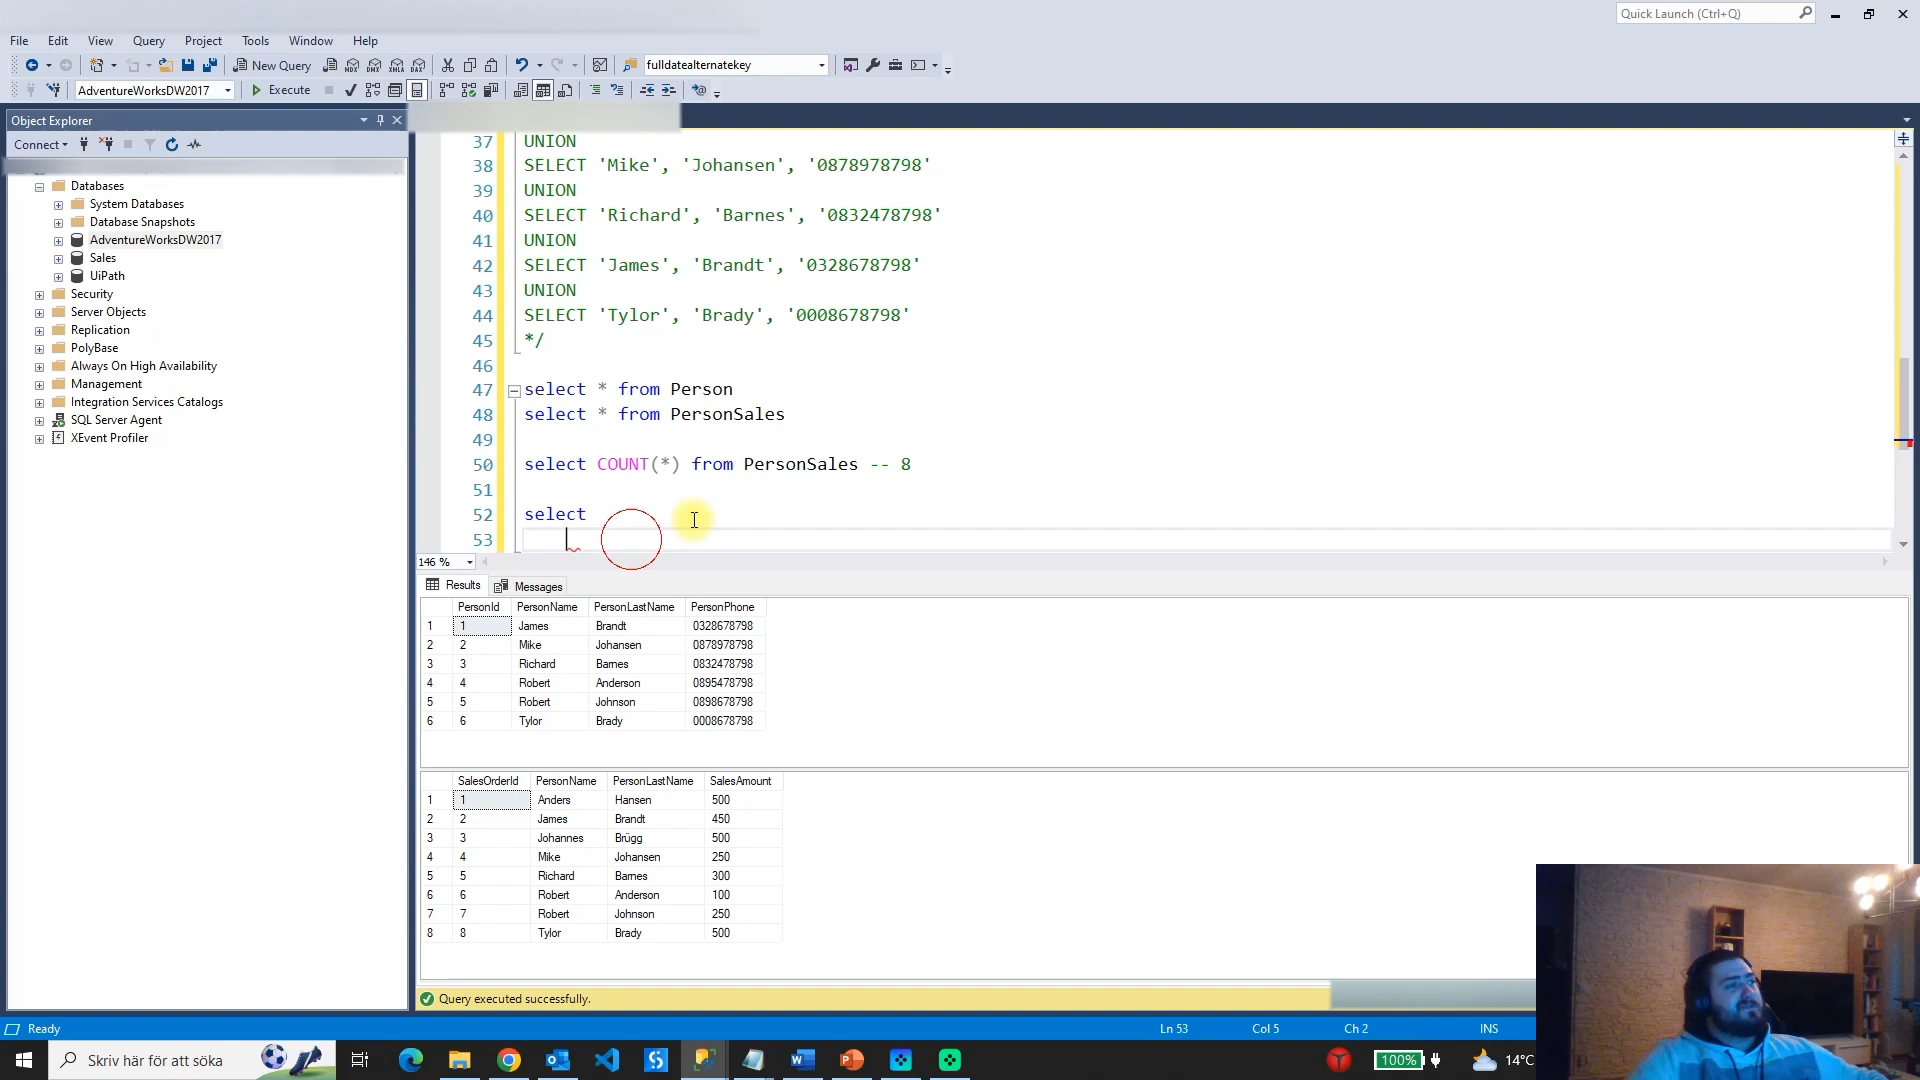 Quick Launch (Ctrl+Q)
File Edit View Query Project Tools Window Help
New Query MDX DMX XMLA DAX fulldatealternatekey
AdventureWorksDW2017 Execute
Object Explorer
Connect
Databases
System Databases
Database Snapshots
AdventureWorksDW2017
Sales
UiPath
Security
Server Objects
Replication
PolyBase
Always On High Availability
Management
Integration Services Catalogs
SQL Server Agent
XEvent Profiler
37 UNION
38 SELECT 'Mike', 'Johansen', '0878978798'
39 UNION
40 SELECT 'Richard', 'Barnes', '0832478798'
41 UNION
42 SELECT 'James', 'Brandt', '0328678798'
43 UNION
44 SELECT 'Tylor', 'Brady', '0008678798'
45 */
46
47 select * from Person
48 select * from PersonSales
49
50 select COUNT(*) from PersonSales -- 8
51
52 select
53
146 %
Results Messages
PersonId PersonName PersonLastName PersonPhone
1 1 James Brandt 0328678798
2 2 Mike Johansen 0878978798
3 3 Richard Barnes 0832478798
4 4 Robert Anderson 0895478798
5 5 Robert Johnson 0898678798
6 6 Tylor Brady 0008678798
SalesOrderId PersonName PersonLastName SalesAmount
1 1 Anders Hansen 500
2 2 James Brandt 450
3 3 Johannes Brügg 500
4 4 Mike Johansen 250
5 5 Richard Barnes 300
6 6 Robert Anderson 100
7 7 Robert Johnson 250
8 8 Tylor Brady 500
Query executed successfully.
Ready Ln 53 Col 5 Ch 2 INS
Skriv här för att söka 100% 14°C